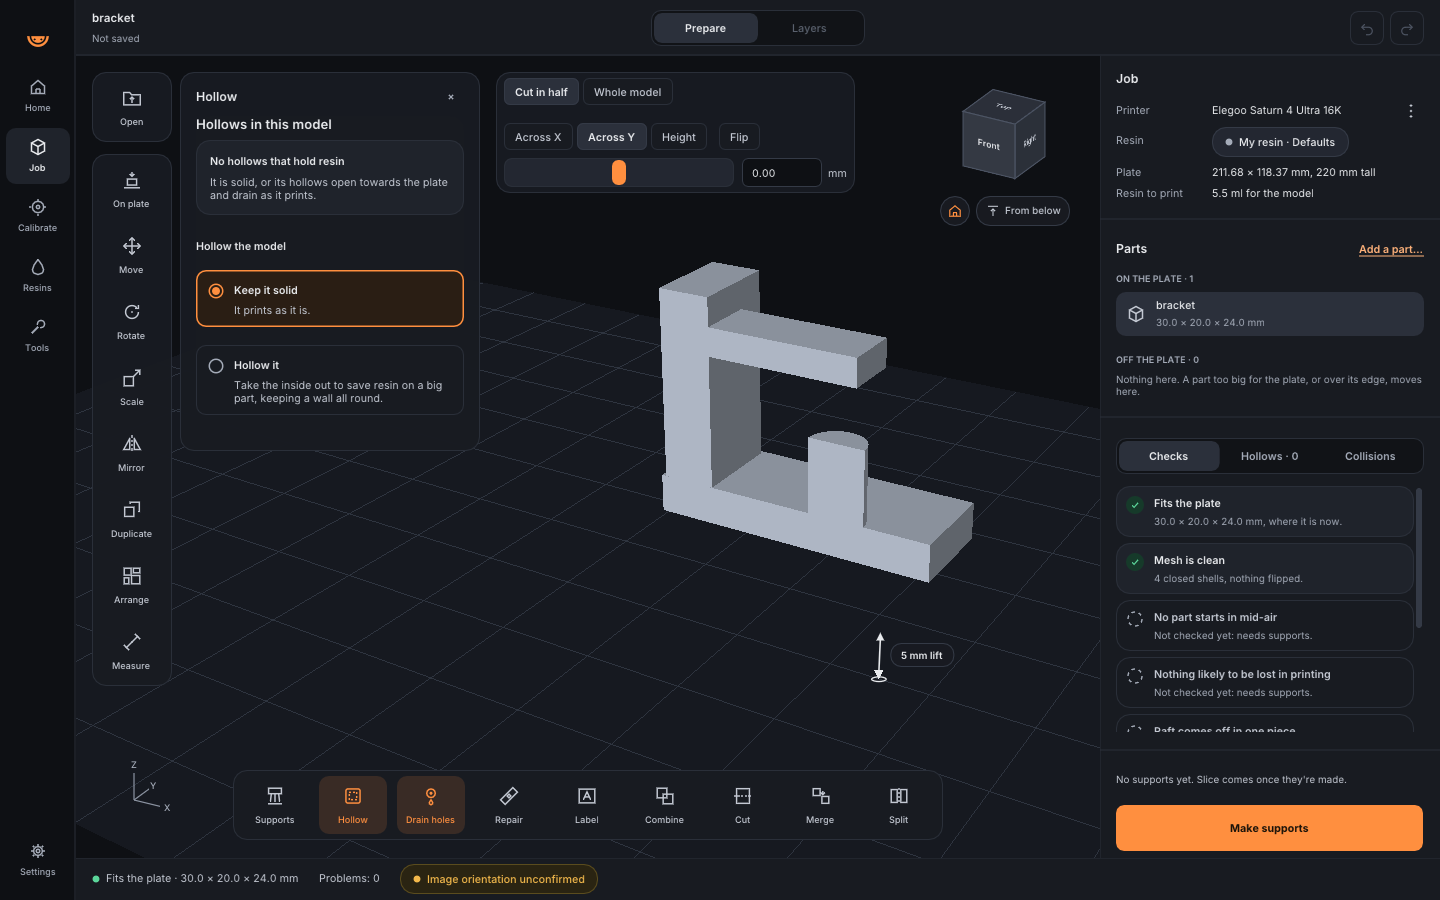 bracket
Not saved
Prepare
Layers
Home
Job
Calibrate
Resins
Tools
Settings
Open
On plate
Move
Rotate
Scale
Mirror
Duplicate
Arrange
Measure
Hollow
×
Hollows in this model
No hollows that hold resin
It is solid, or its hollows open towards the plate
and drain as it prints.
Hollow the model
Keep it solid
It prints as it is.
Hollow it
Take the inside out to save resin on a big
part, keeping a wall all round.
Cut in half
Whole model
Across X
Across Y
Height
Flip
0.00
mm
Top
Front
Right
From below
5 mm lift
Z
Y
X
Supports
Hollow
Drain holes
Repair
Label
Combine
Cut
Merge
Split
Job
Printer
Elegoo Saturn 4 Ultra 16K
Resin
My resin · Defaults
Plate
211.68 × 118.37 mm, 220 mm tall
Resin to print
5.5 ml for the model
Parts
Add a part...
ON THE PLATE · 1
bracket
30.0 × 20.0 × 24.0 mm
OFF THE PLATE · 0
Nothing here. A part too big for the plate, or over its edge, moves
here.
Checks
Hollows · 0
Collisions
Fits the plate
30.0 × 20.0 × 24.0 mm, where it is now.
Mesh is clean
4 closed shells, nothing flipped.
No part starts in mid-air
Not checked yet: needs supports.
Nothing likely to be lost in printing
Not checked yet: needs supports.
Raft comes off in one piece
No supports yet. Slice comes once they're made.
Make supports
Fits the plate · 30.0 × 20.0 × 24.0 mm
Problems: 0
Image orientation unconfirmed